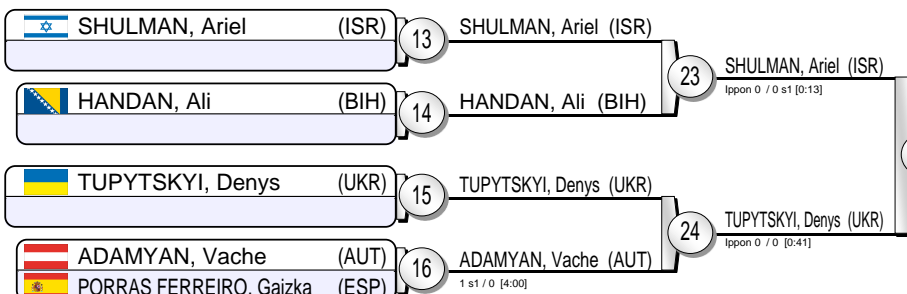 SHULMAN, Ariel (ISR)
13
SHULMAN, Ariel (ISR)
23
SHULMAN, Ariel (ISR)
Ippon 0 / 0 s1 [0:13]
HANDAN, Ali (BIH)
14
HANDAN, Ali (BIH)
TUPYTSKYI, Denys (UKR)
15
TUPYTSKYI, Denys (UKR)
24
TUPYTSKYI, Denys (UKR)
Ippon 0 / 0 [0:41]
ADAMYAN, Vache (AUT)
16
ADAMYAN, Vache (AUT)
1 s1 / 0 [4:00]
PORRAS FERREIRO, Gaizka (ESP)